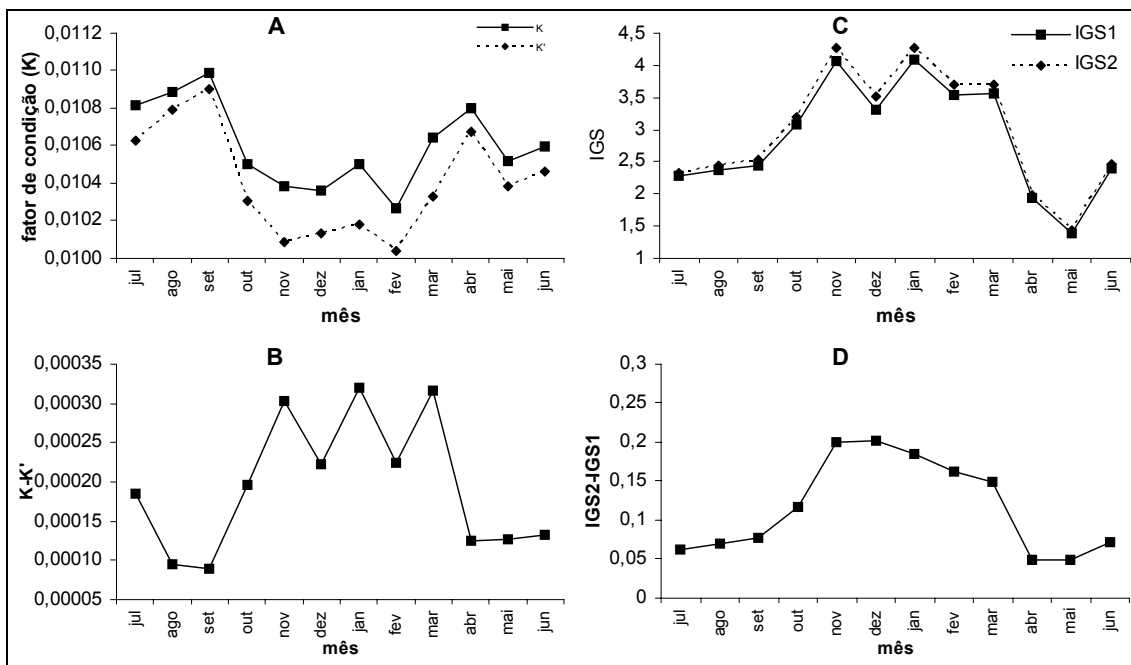 A
K
K'
fator de condição (K)
0,0112
0,0110
0,0108
0,0106
0,0104
0,0102
0,0100
jul
ago
set
out
nov
dez
jan
fev
mar
abr
mai
jun
mês
C
IGS1
IGS2
IGS
4,5
4
3,5
3
2,5
2
1,5
1
jul
ago
set
out
nov
dez
jan
fev
mar
abr
mai
jun
mês
B
K-K'
0,00035
0,00030
0,00025
0,00020
0,00015
0,00010
0,00005
jul
ago
set
out
nov
dez
jan
fev
mar
abr
mai
jun
mês
D
IGS2-IGS1
0,3
0,25
0,2
0,15
0,1
0,05
0
jul
ago
set
out
nov
dez
jan
fev
mar
abr
mai
jun
mês